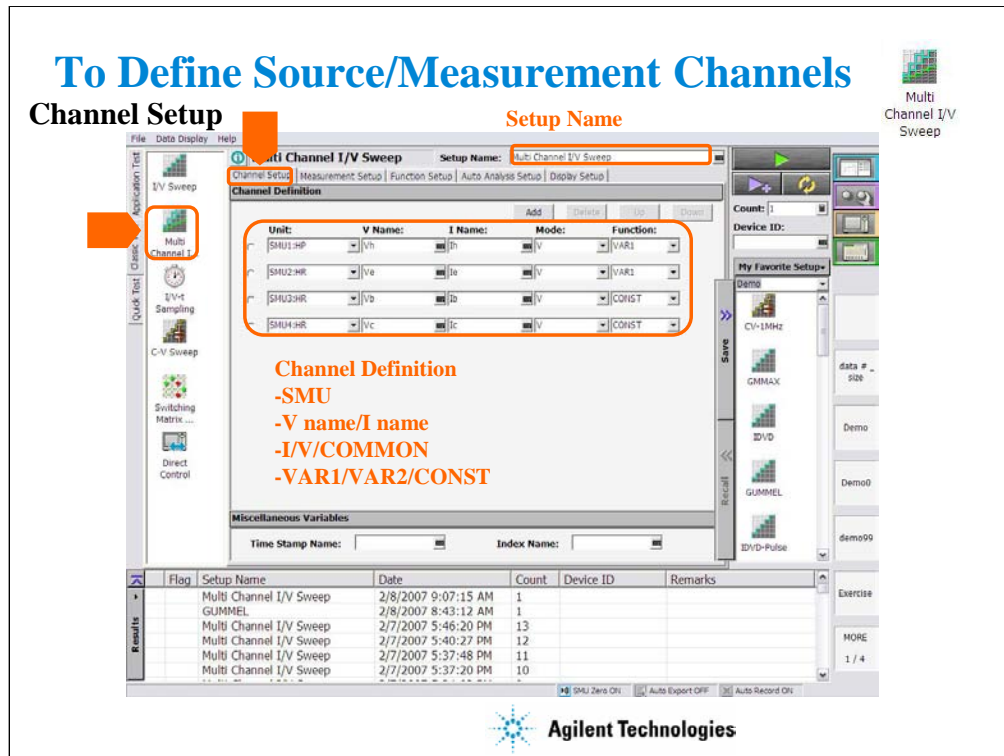 To Define Source/Measurement Channels
Multi
Channel I/V
Sweep
Channel Setup
Setup Name
File Data Display Help
Multi Channel I/V Sweep
Setup Name:
Multi Channel I/V Sweep
Channel Setup
Measurement Setup
Function Setup
Auto Analysis Setup
Display Setup
Channel Definition
Add
Delete
Up
Down
Unit: V Name: I Name: Mode: Function:
SMU1:HP Vh Ih V VAR1
SMU2:HR Ve Ie V VAR1
SMU3:HR Vb Ib V CONST
SMU4:HR Vc Ic V CONST
Channel Definition
-SMU
-V name/I name
-I/V/COMMON
-VAR1/VAR2/CONST
Miscellaneous Variables
Time Stamp Name:
Index Name:
Application Test
Classic
Quick Test
I/V Sweep
Multi
Channel I...
I/V-t
Sampling
C-V Sweep
Switching
Matrix ...
Direct
Control
Save
Recall
Count: 1
Device ID:
My Favorite Setup
Demo
CV-1MHz
GMMAX
IDVD
GUMMEL
IDVD-Pulse
data # _
size
Demo
Demo0
demo99
Exercise
MORE
1 / 4
Results
Flag Setup Name Date Count Device ID Remarks
Multi Channel I/V Sweep 2/8/2007 9:07:15 AM 1
GUMMEL 2/8/2007 8:43:12 AM 1
Multi Channel I/V Sweep 2/7/2007 5:46:20 PM 13
Multi Channel I/V Sweep 2/7/2007 5:40:27 PM 12
Multi Channel I/V Sweep 2/7/2007 5:37:48 PM 11
Multi Channel I/V Sweep 2/7/2007 5:37:20 PM 10
SMU Zero ON
Auto Export OFF
Auto Record ON
Agilent Technologies